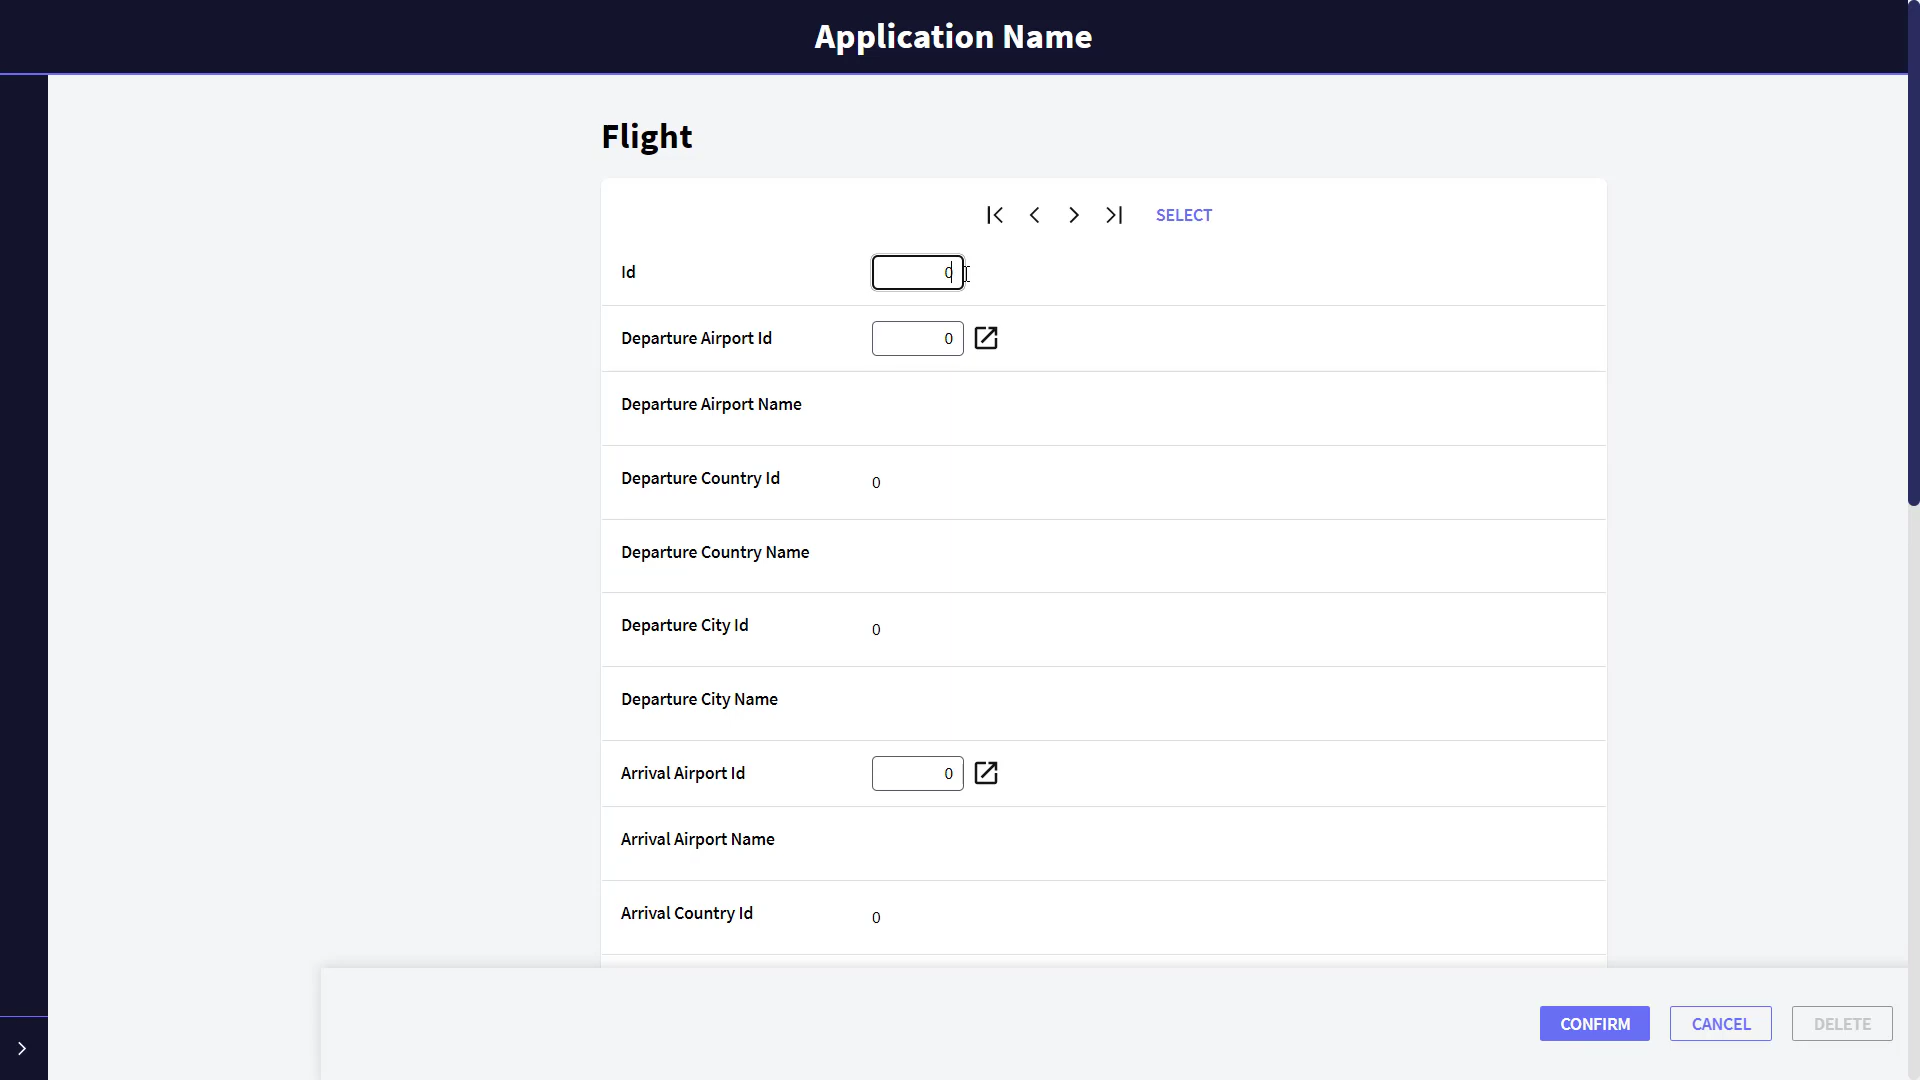 Application Name
Flight
SELECT
Id 0
Departure Airport Id 0
Departure Airport Name
Departure Country Id 0
Departure Country Name
Departure City Id 0
Departure City Name
Arrival Airport Id 0
Arrival Airport Name
Arrival Country Id 0
CONFIRM CANCEL DELETE